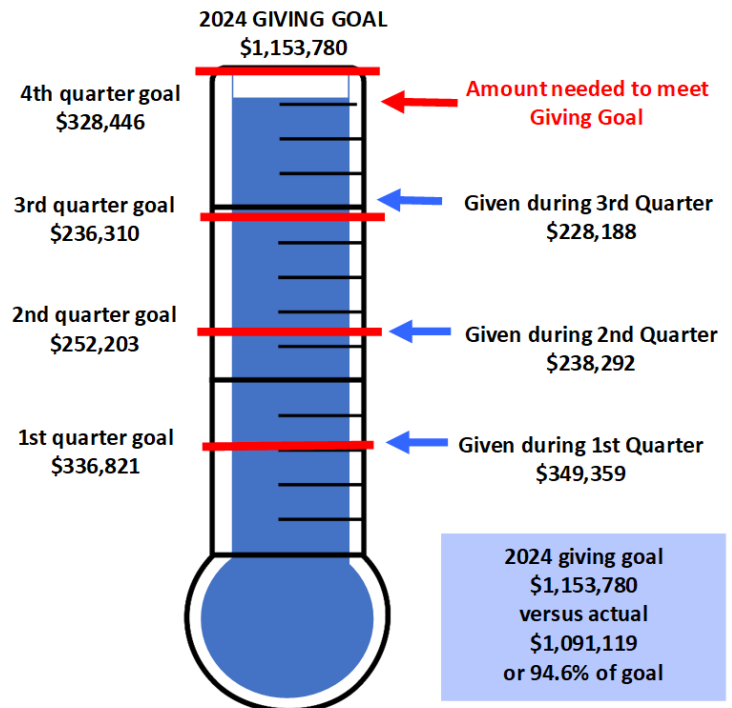 2024 GIVING GOAL
$1,153,780
4th quarter goal
$328,446
Amount needed to meet
Giving Goal
3rd quarter goal
$236,310
Given during 3rd Quarter
$228,188
2nd quarter goal
$252,203
Given during 2nd Quarter
$238,292
1st quarter goal
$336,821
Given during 1st Quarter
$349,359
2024 giving goal
$1,153,780
versus actual
$1,091,119
or 94.6% of goal